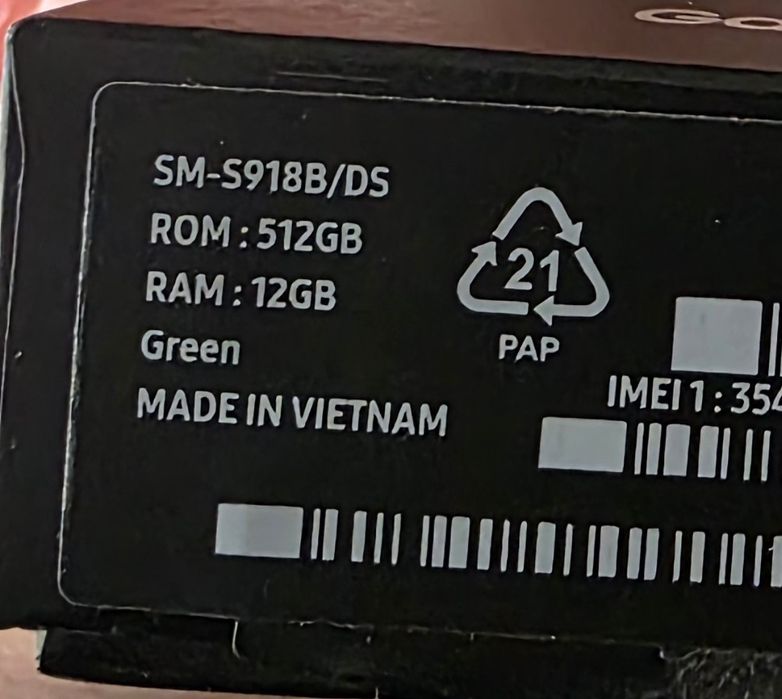 SM-S918B/DS
ROM : 512GB
RAM : 12GB
Green
MADE IN VIETNAM
21
PAP
IMEI 1 : 354